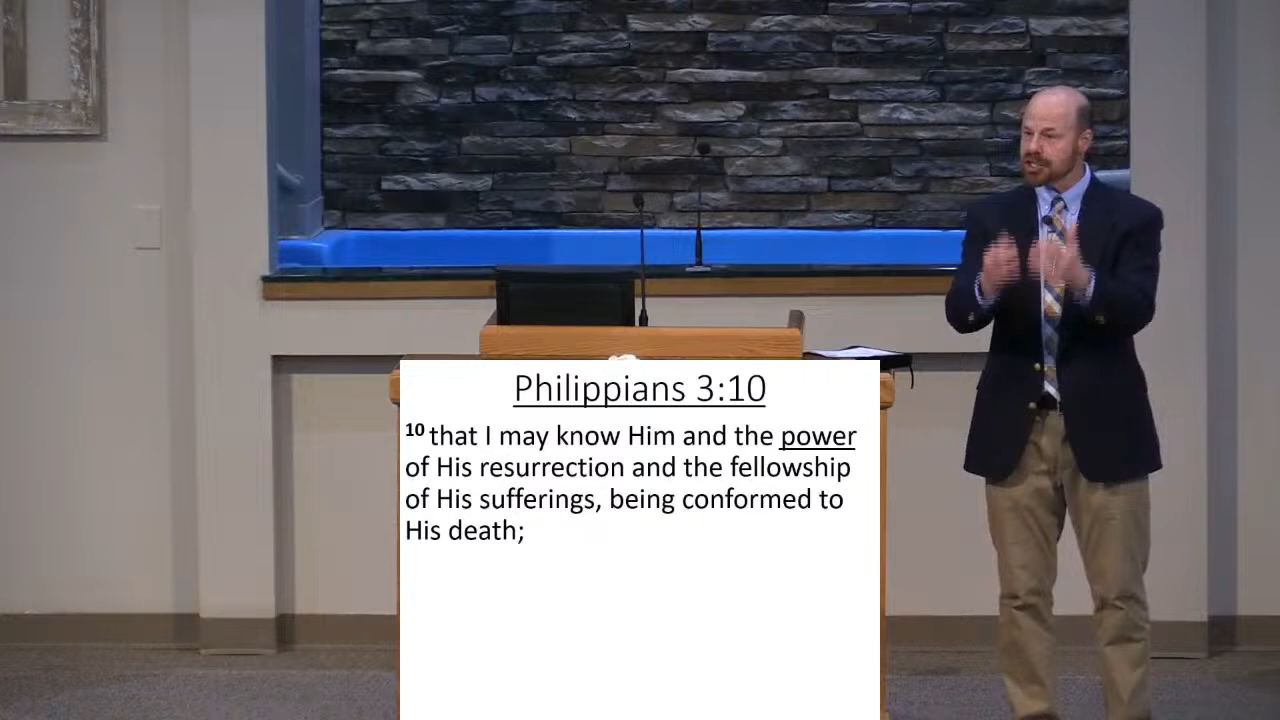 Philippians 3:10
10 that I may know Him and the power
of His resurrection and the fellowship
of His sufferings, being conformed to
His death;